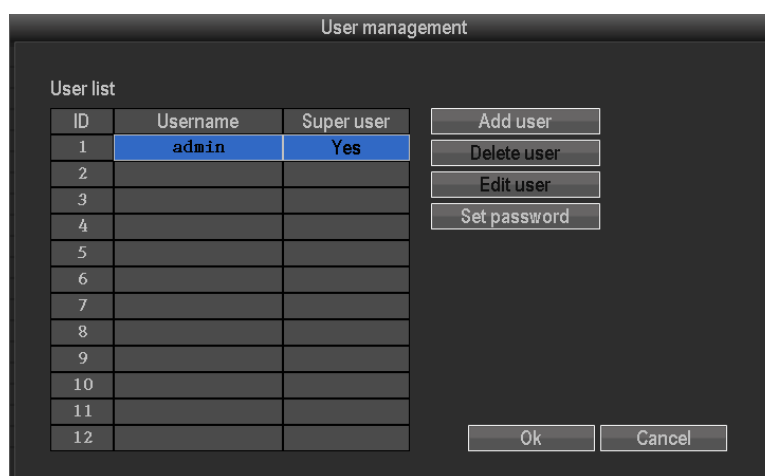 User management
User list
ID Username Super user Add user
1 admin Yes Delete user
2 Edit user
3
4 Set password
5
6
7
8
9
10
11
12 Ok Cancel